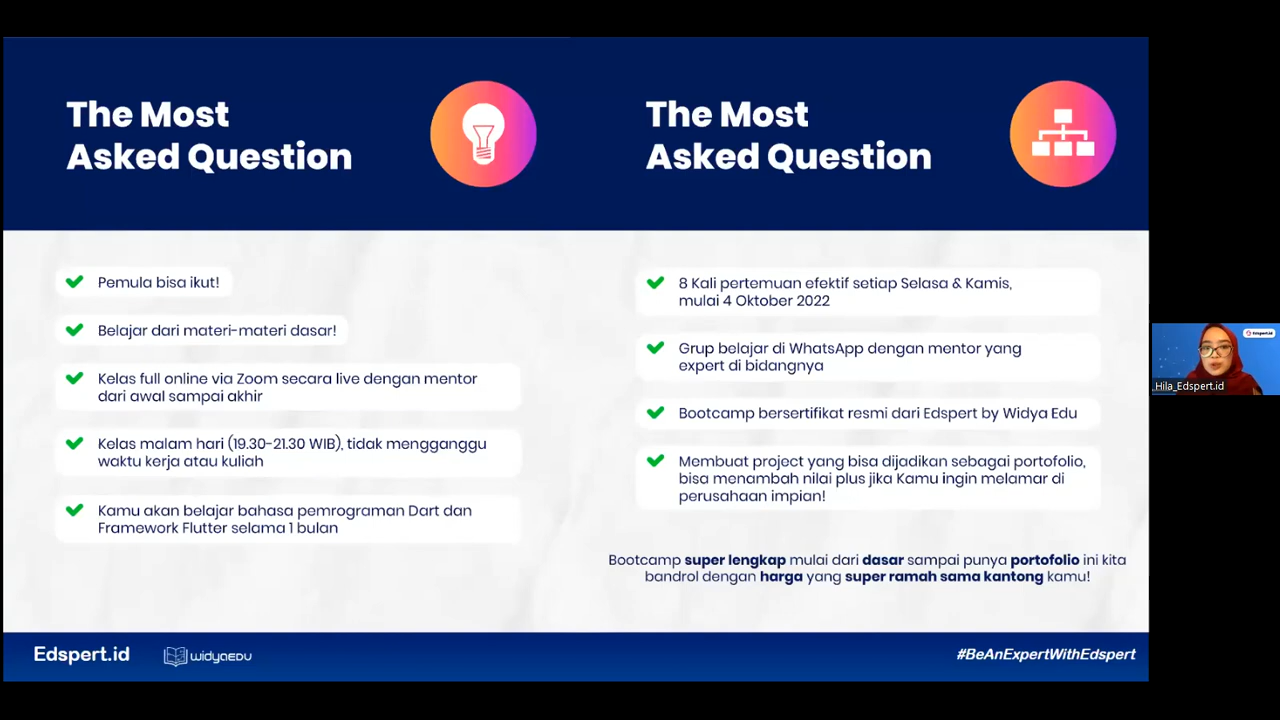 The Most
Asked Question
Pemula bisa ikut!
Belajar dari materi-materi dasar!
Kelas full online via Zoom secara live dengan mentor
dari awal sampai akhir
Kelas malam hari (19.30-21.30 WIB), tidak mengganggu
waktu kerja atau kuliah
Kamu akan belajar bahasa pemrograman Dart dan
Framework Flutter selama 1 bulan
The Most
Asked Question
8 Kali pertemuan efektif setiap Selasa & Kamis,
mulai 4 Oktober 2022
Grup belajar di WhatsApp dengan mentor yang
expert di bidangnya
Bootcamp bersertifikat resmi dari Edspert by Widya Edu
Membuat project yang bisa dijadikan sebagai portofolio,
bisa menambah nilai plus jika Kamu ingin melamar di
perusahaan impian!
Bootcamp super lengkap mulai dari dasar sampai punya portofolio ini kita
bandrol dengan harga yang super ramah sama kantong kamu!
Edspert.id
WIDYAEDU
#BeAnExpertWithEdspert
Edspert.id
Hila_Edspert.id